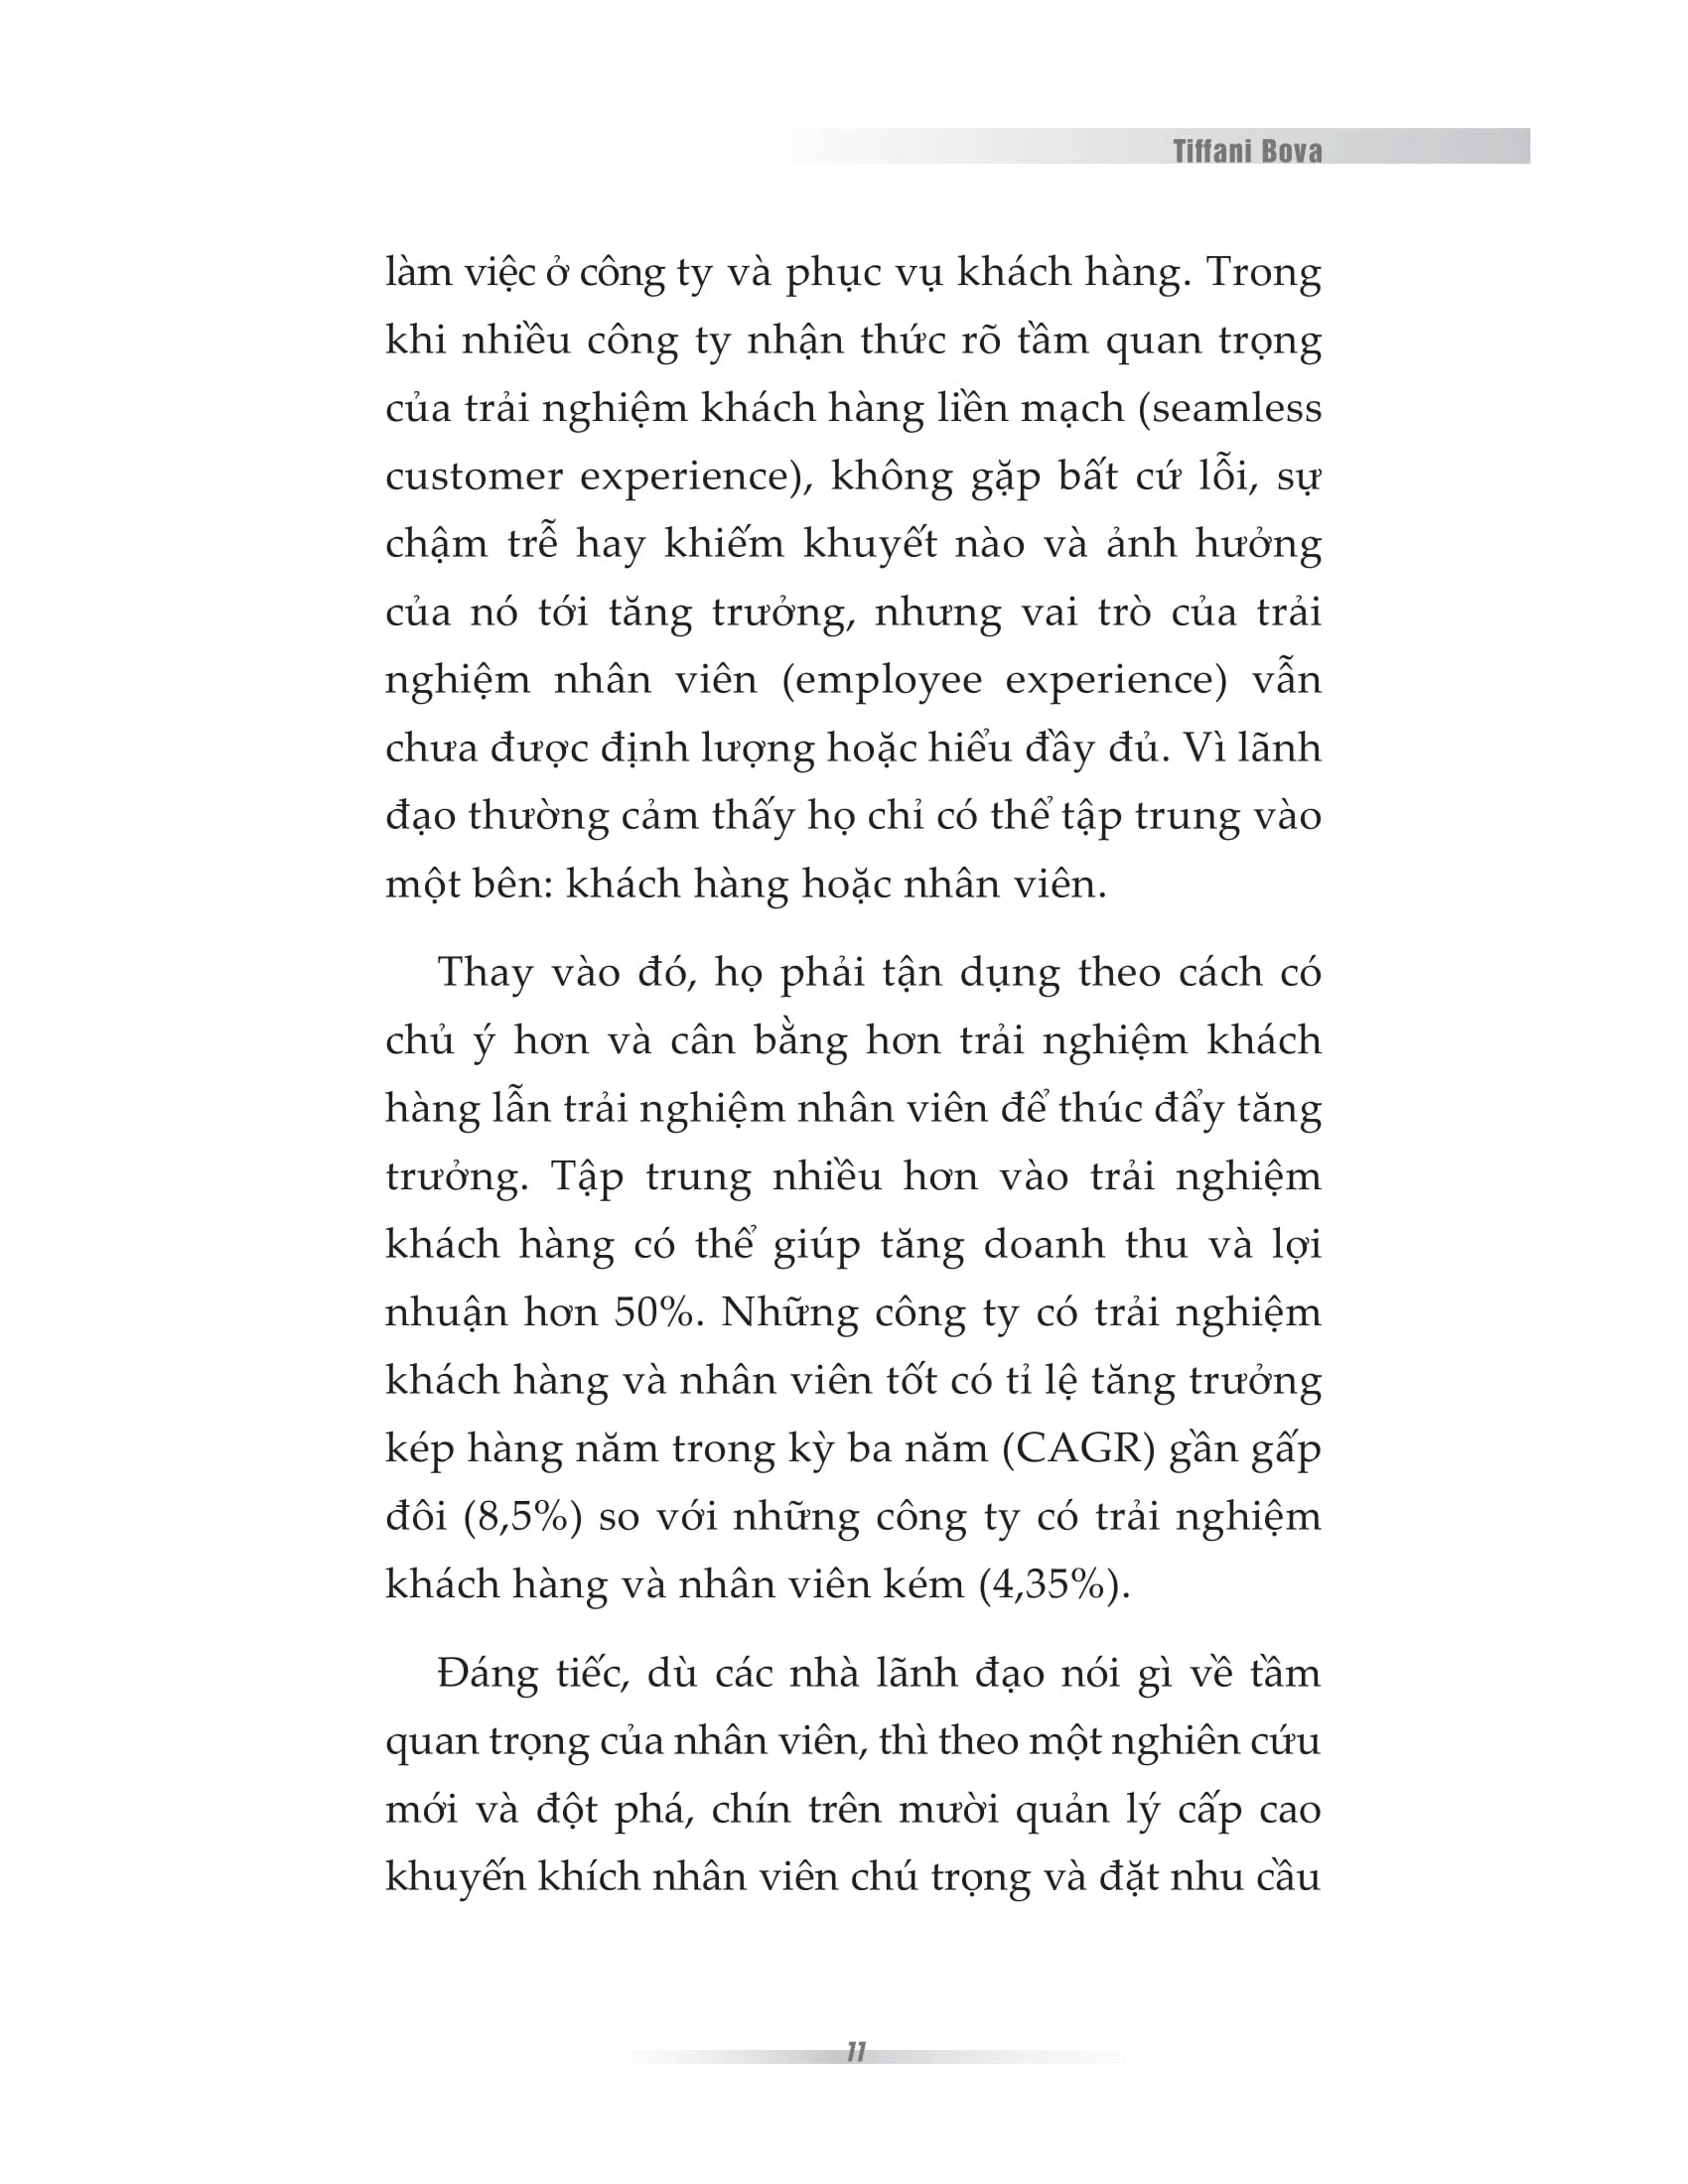 Tiffani Bova
làm việc ở công ty và phục vụ khách hàng. Trong
khi nhiều công ty nhận thức rõ tầm quan trọng
của trải nghiệm khách hàng liền mạch (seamless
customer experience), không gặp bất cứ lỗi, sự
chậm trễ hay khiếm khuyết nào và ảnh hưởng
của nó tới tăng trưởng, nhưng vai trò của trải
nghiệm nhân viên (employee experience) vẫn
chưa được định lượng hoặc hiểu đầy đủ. Vì lãnh
đạo thường cảm thấy họ chỉ có thể tập trung vào
một bên: khách hàng hoặc nhân viên.
Thay vào đó, họ phải tận dụng theo cách có
chủ ý hơn và cân bằng hơn trải nghiệm khách
hàng lẫn trải nghiệm nhân viên để thúc đẩy tăng
trưởng. Tập trung nhiều hơn vào trải nghiệm
khách hàng có thể giúp tăng doanh thu và lợi
nhuận hơn 50%. Những công ty có trải nghiệm
khách hàng và nhân viên tốt có tỉ lệ tăng trưởng
kép hàng năm trong kỳ ba năm (CAGR) gần gấp
đôi (8,5%) so với những công ty có trải nghiệm
khách hàng và nhân viên kém (4,35%).
Đáng tiếc, dù các nhà lãnh đạo nói gì về tầm
quan trọng của nhân viên, thì theo một nghiên cứu
mới và đột phá, chín trên mười quản lý cấp cao
khuyến khích nhân viên chú trọng và đặt nhu cầu
11